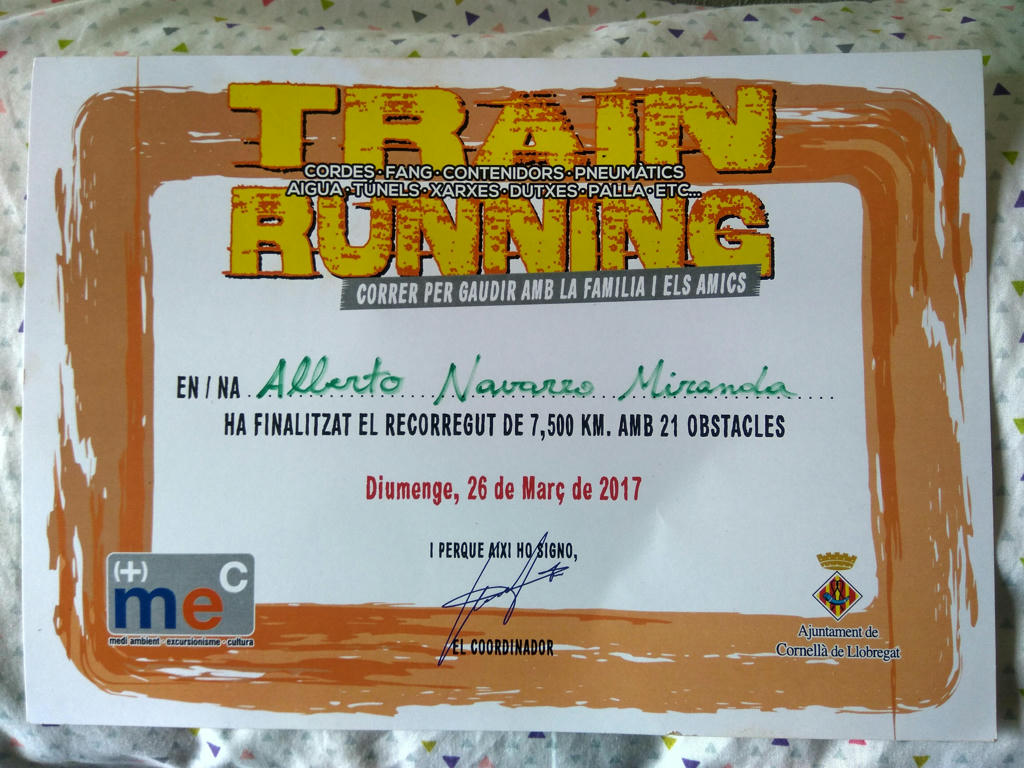 TRAIN
CORDES · FANG · CONTENIDORS · PNEUMÀTICS
AIGUA · TÚNELS · XARXES · DUTXES · PALLA · ETC...
RUNNING
CORRER PER GAUDIR AMB LA FAMILIA I ELS AMICS
EN / NA Alberto Navarro Miranda
HA FINALITZAT EL RECORREGUT DE 7,500 KM. AMB 21 OBSTACLES
Diumenge, 26 de Març de 2017
I PERQUE AIXI HO SIGNO,
EL COORDINADOR
(+) me C
medi ambient - excursionisme - cultura
Ajuntament de
Cornellà de Llobregat